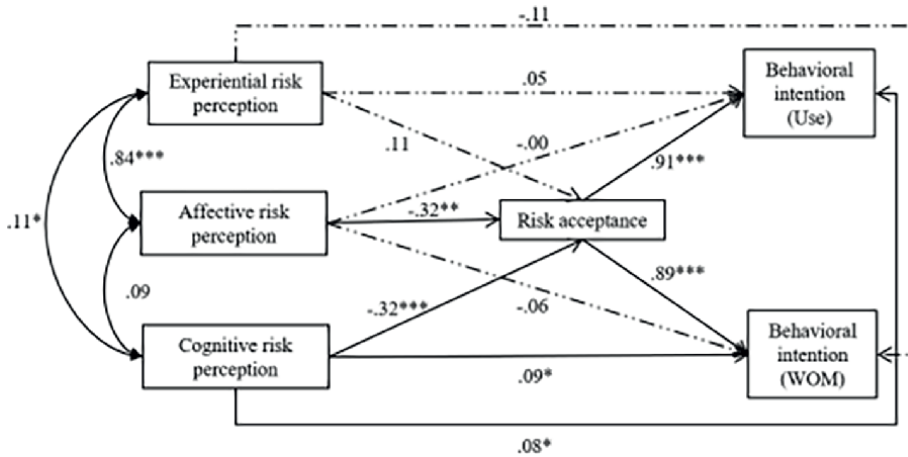 -.11
Experiential risk
perception
.05
Behavioral
intention
(Use)
.11
-.00
.84***
.91***
Affective risk
perception
-.32**
Risk acceptance
.11*
.09
-.32***
-.06
.89***
Cognitive risk
perception
Behavioral
intention
(WOM)
.09*
.08*